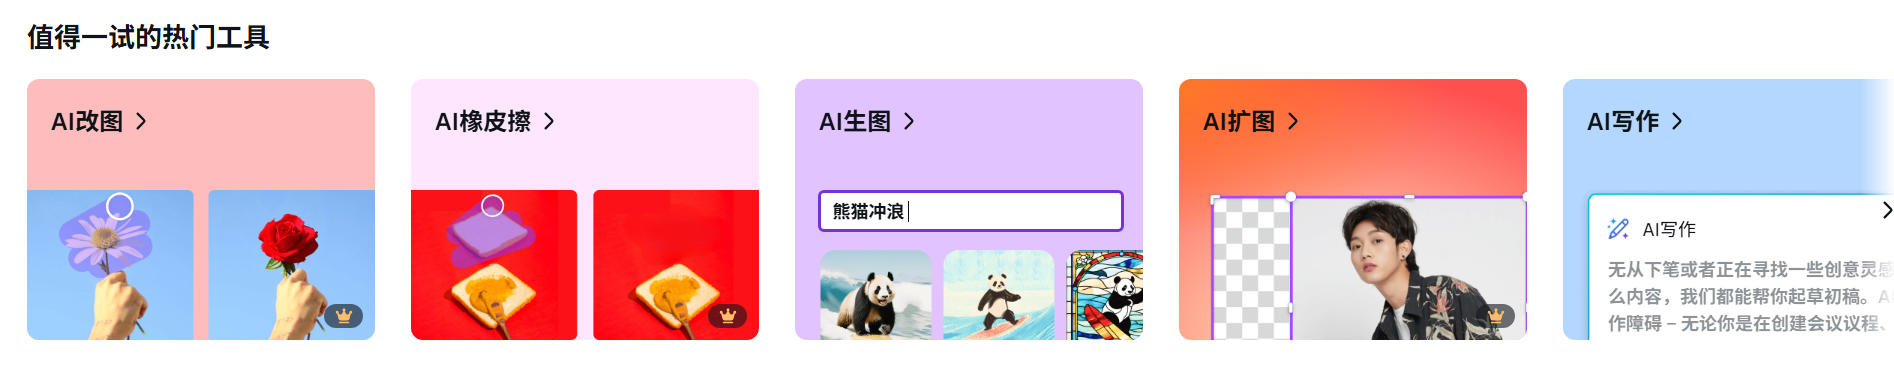 值得一试的热门工具
AI改图
AI橡皮擦
AI生图
熊猫冲浪
AI扩图
AI写作
AI写作
无从下笔或者正在寻找一些创意灵感
么内容，我们都能帮你起草初稿。AI
作障碍 – 无论你是在创建会议议程、